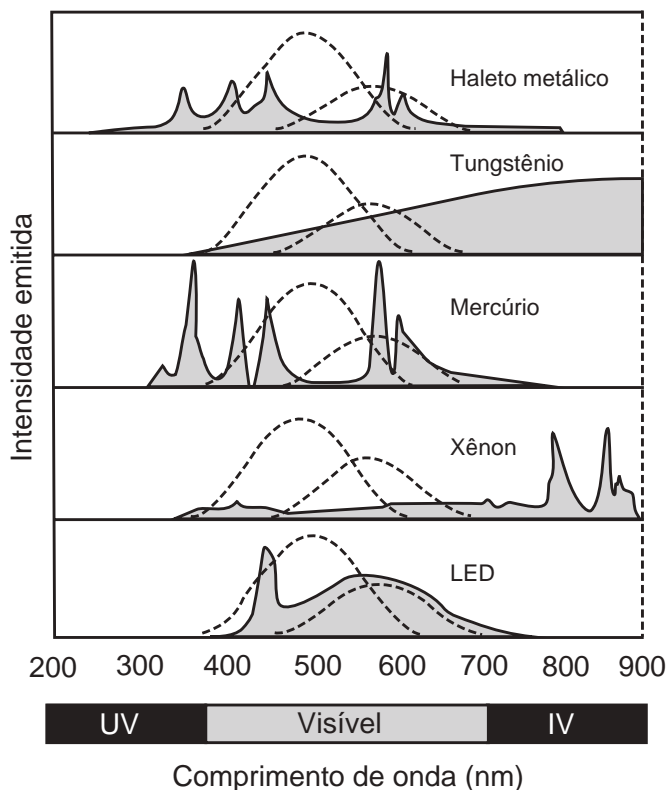 Haleto metálico
Tungstênio
Mercúrio
Xênon
LED
Intensidade emitida
200 300 400 500 600 700 800 900
UV Visível IV
Comprimento de onda (nm)